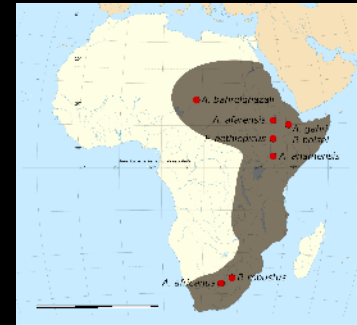 A. bahrelghazali
A. afarensis
A. garhi
P. aethiopicus
P. boisei
A. anamensis
A. africanus
P. robustus